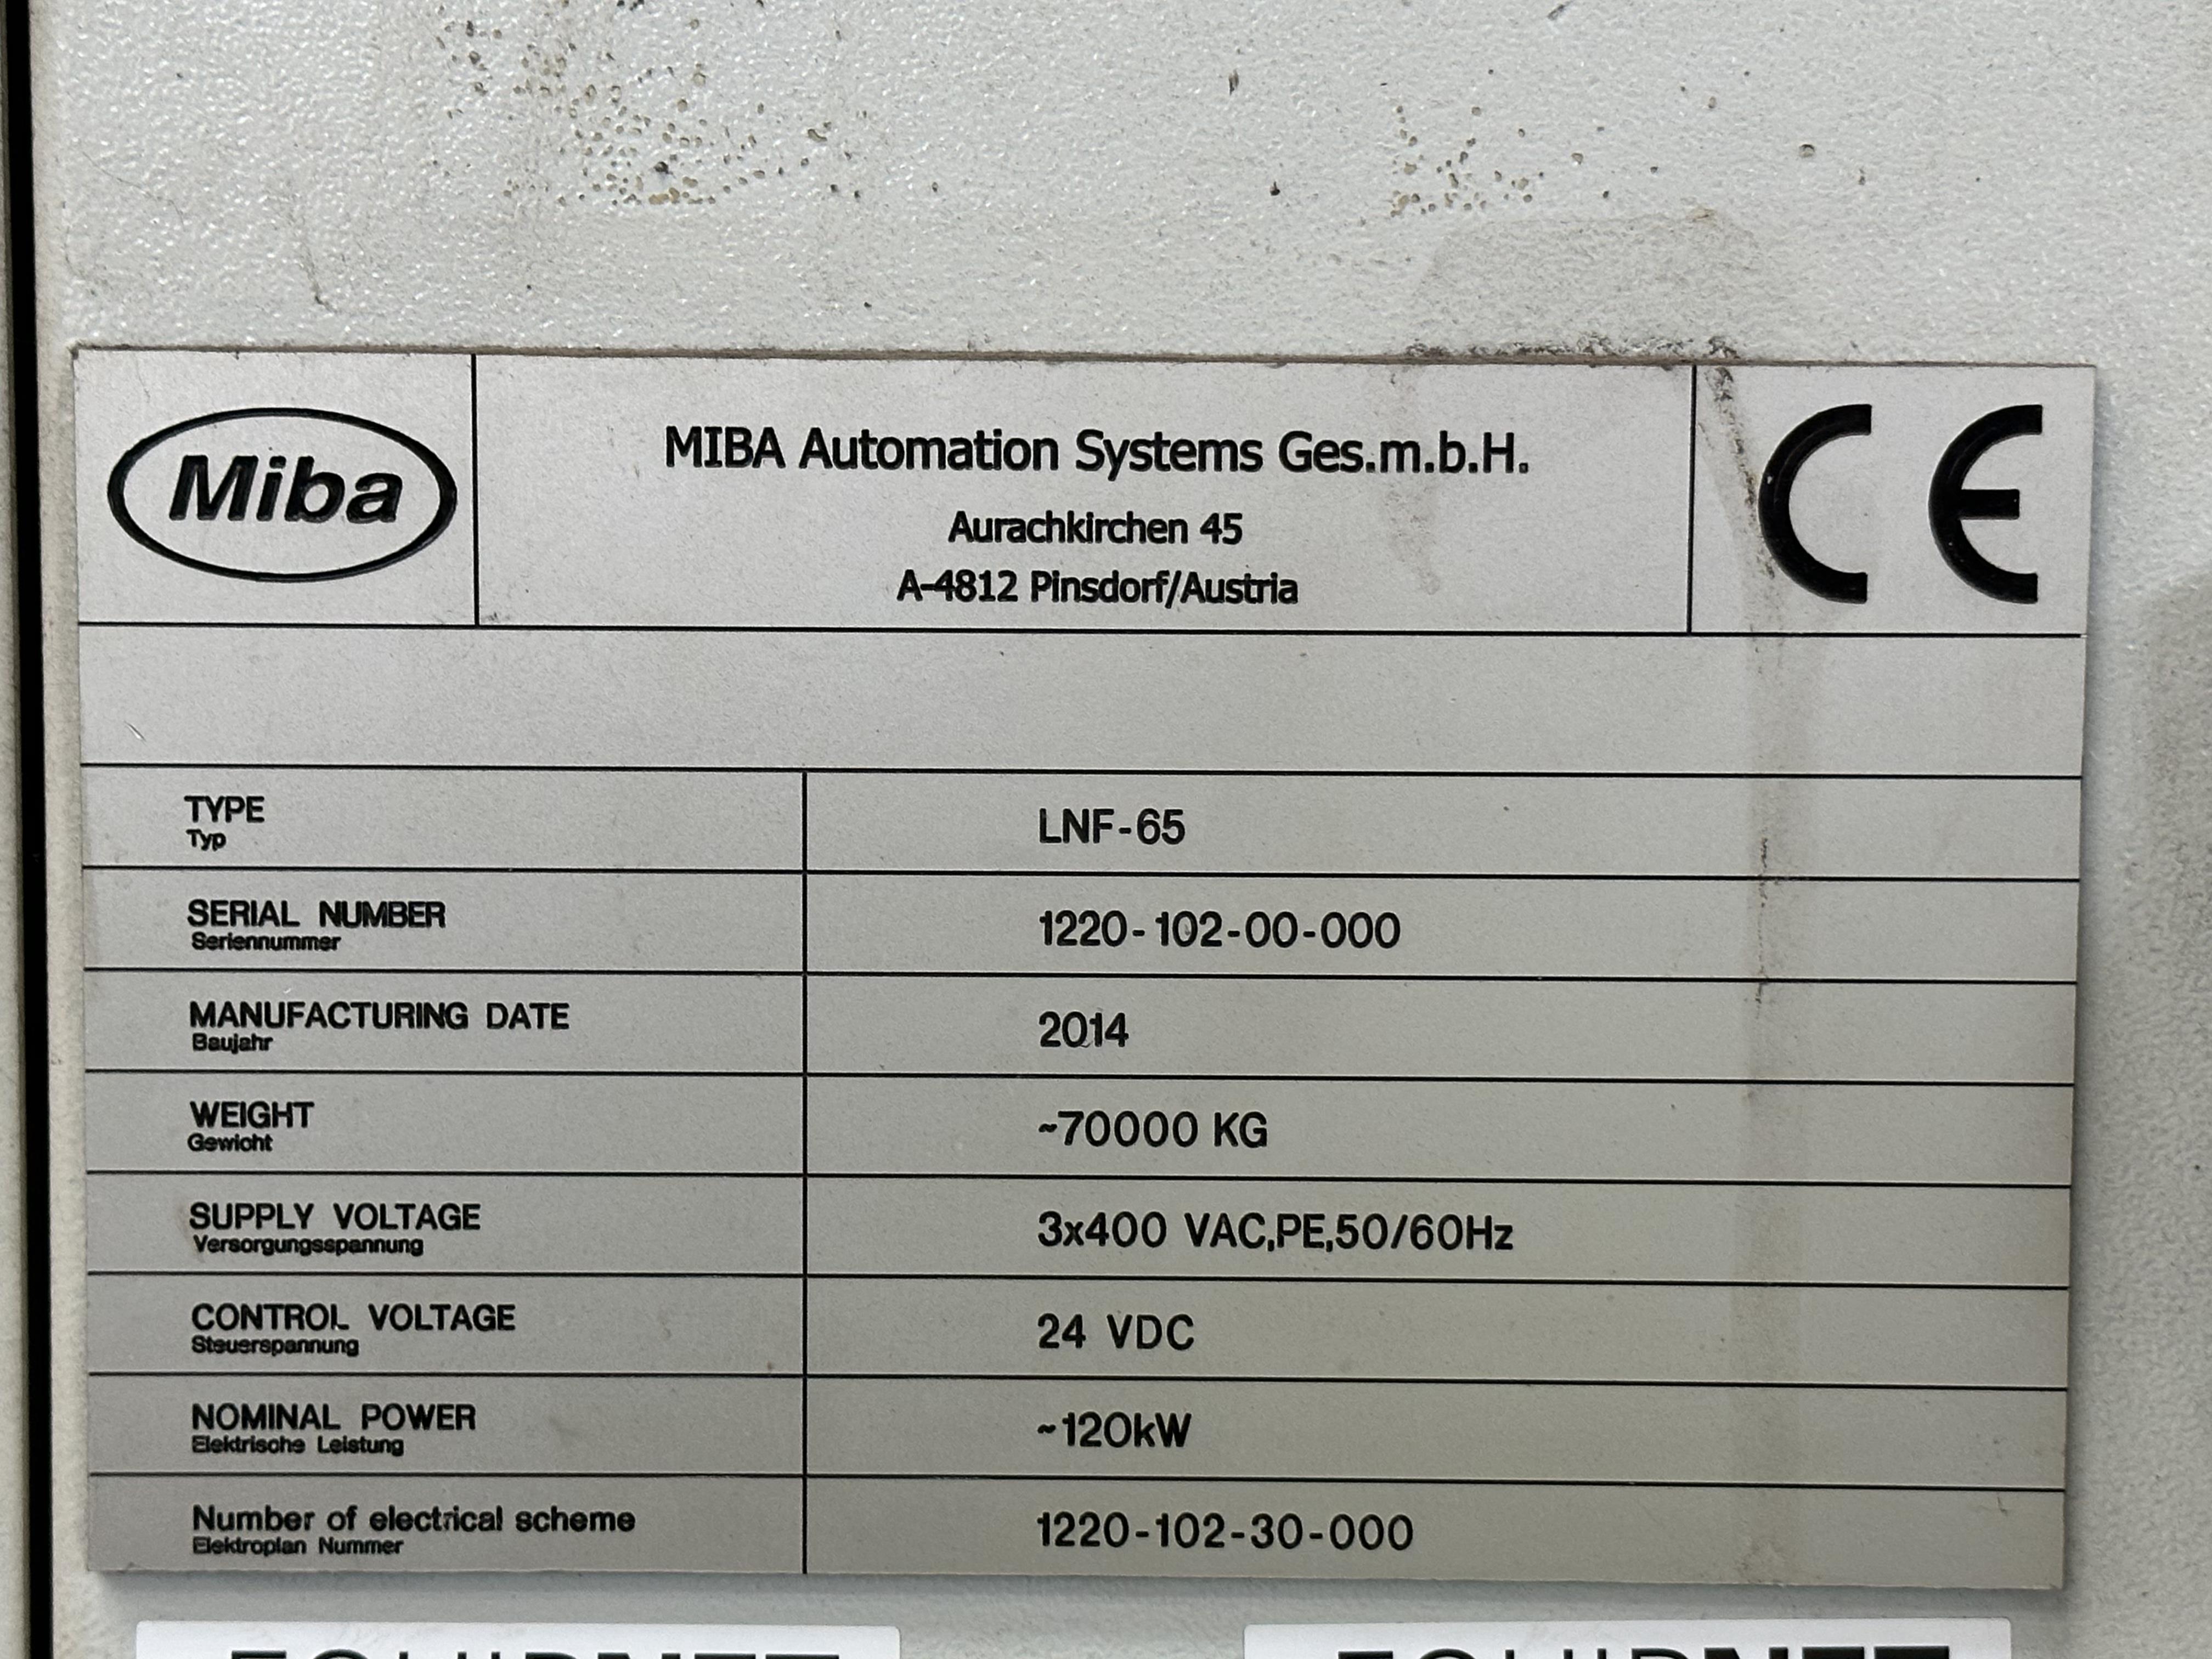 Miba
MIBA Automation Systems Ges.m.b.H.
Aurachkirchen 45
A-4812 Pinsdorf/Austria
CE
TYPE
Typ
LNF-65
SERIAL NUMBER
Seriennummer
1220-102-00-000
MANUFACTURING DATE
Baujahr
2014
WEIGHT
Gewicht
~70000 KG
SUPPLY VOLTAGE
Versorgungsspannung
3x400 VAC,PE,50/60Hz
CONTROL VOLTAGE
Steuerspannung
24 VDC
NOMINAL POWER
Elektrische Leistung
~120kW
Number of electrical scheme
Elektroplan Nummer
1220-102-30-000
EQUIPNET EQUIPNET